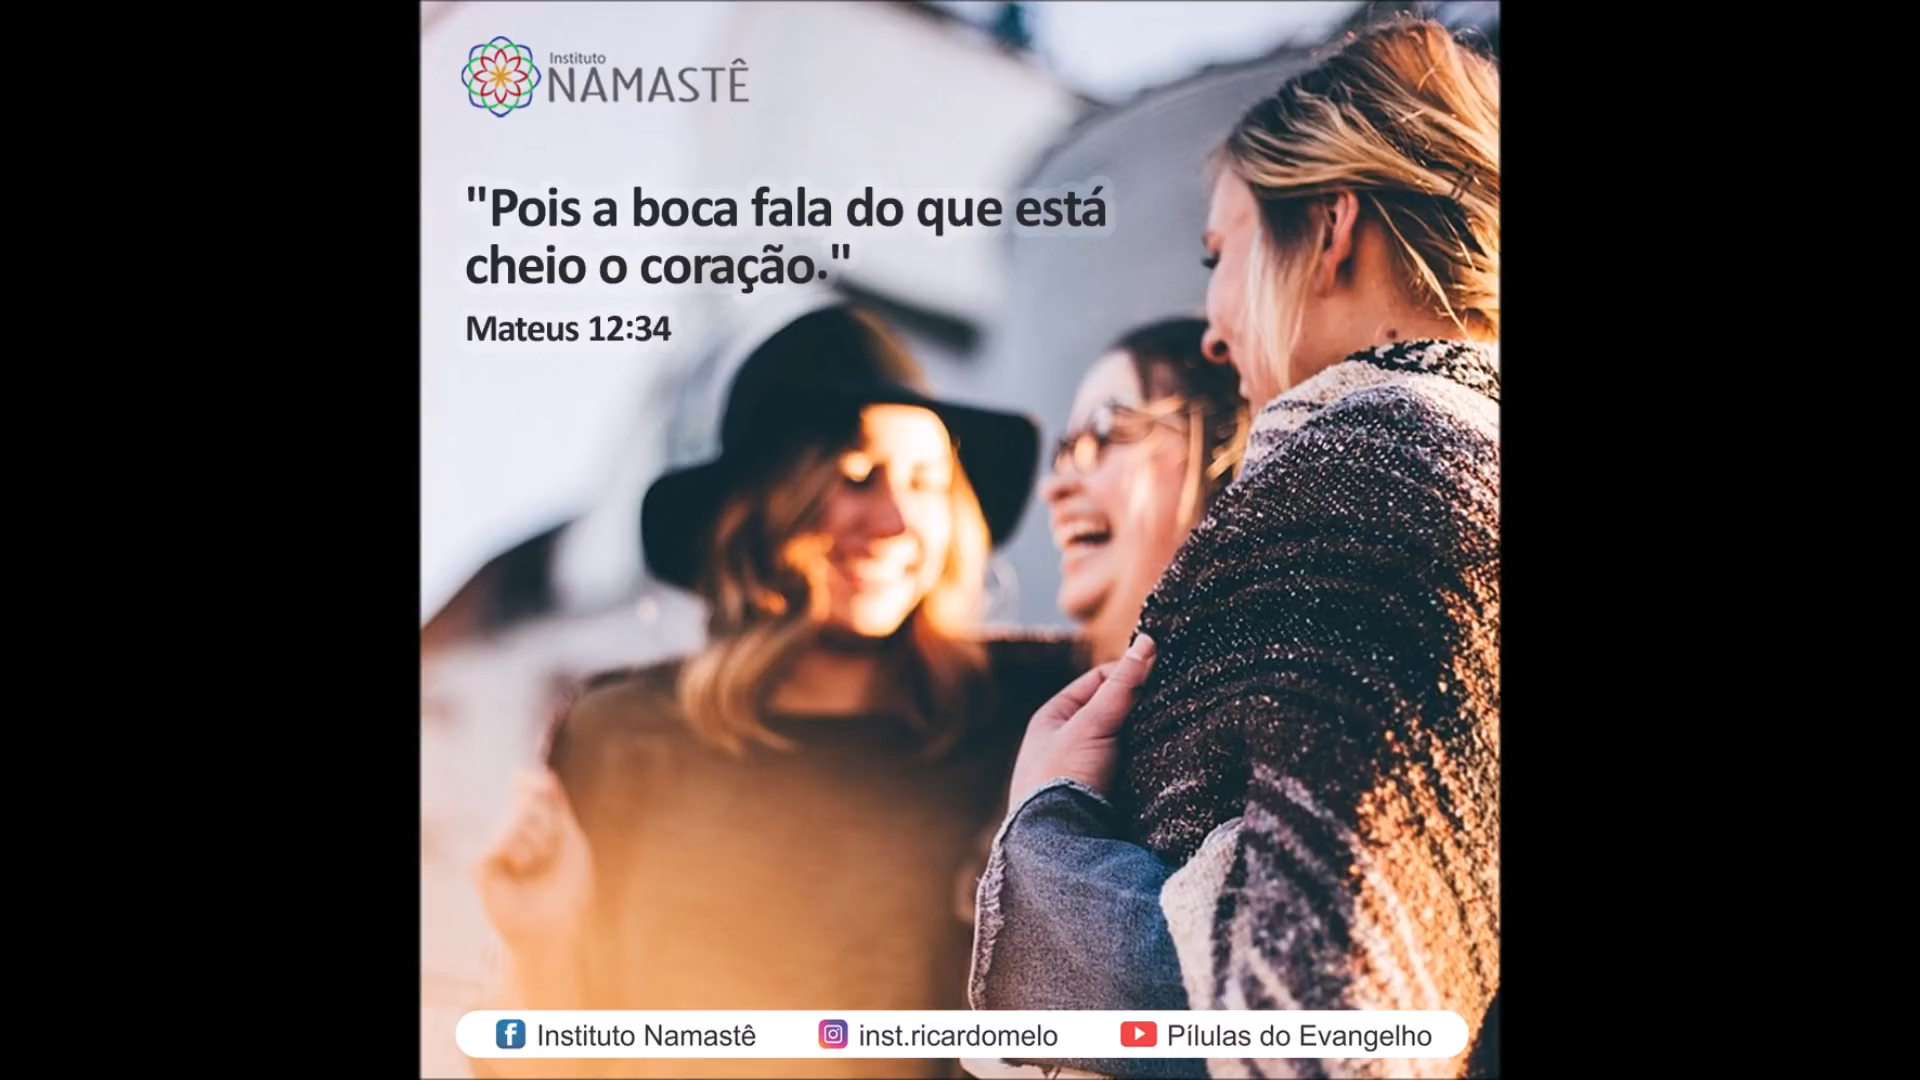 Instituto
NAMASTÊ
"Pois a boca fala do que está
cheio o coração."
Mateus 12:34
Instituto Namastê
inst.ricardomelo
Pílulas do Evangelho